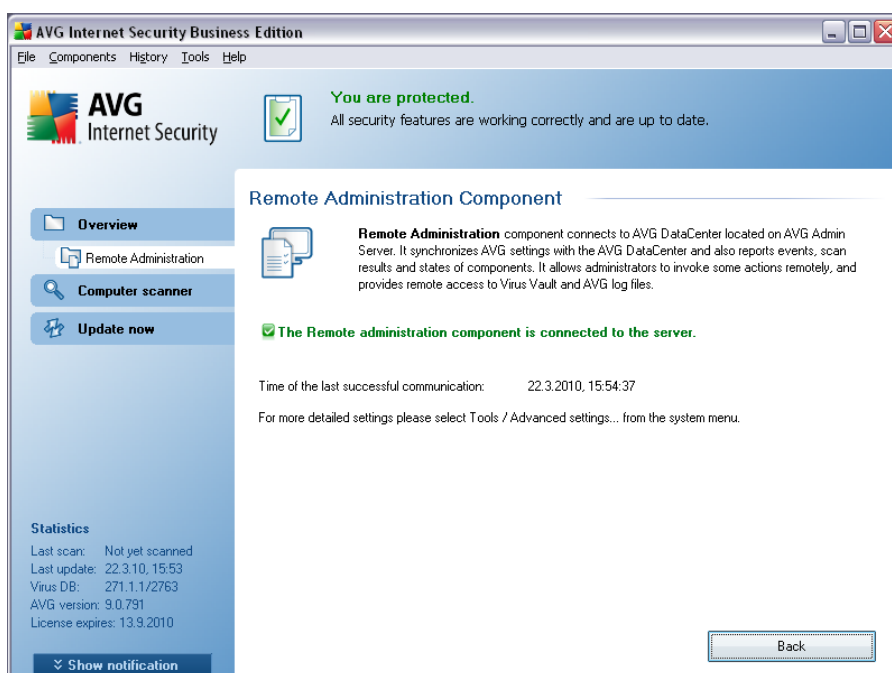 AVG Internet Security Business Edition
File Components History Tools Help
AVG
Internet Security
You are protected.
All security features are working correctly and are up to date.
Overview
Remote Administration
Computer scanner
Update now
Remote Administration Component
Remote Administration component connects to AVG DataCenter located on AVG Admin
Server. It synchronizes AVG settings with the AVG DataCenter and also reports events, scan
results and states of components. It allows administrators to invoke some actions remotely, and
provides remote access to Virus Vault and AVG log files.
The Remote administration component is connected to the server.
Time of the last successful communication: 22.3.2010, 15:54:37
For more detailed settings please select Tools / Advanced settings... from the system menu.
Statistics
Last scan: Not yet scanned
Last update: 22.3.10, 15:53
Virus DB: 271.1.1/2763
AVG version: 9.0.791
License expires: 13.9.2010
Show notification
Back